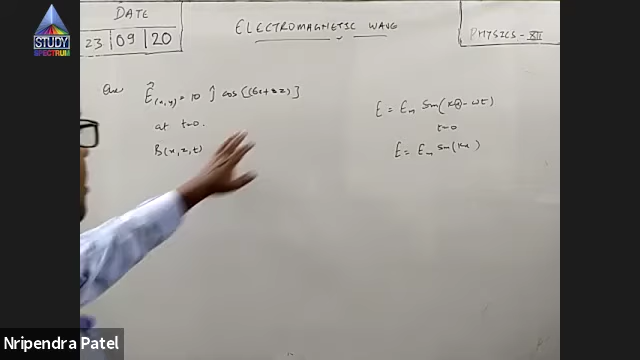 STUDY
SPECTRUM
DATE
23 | 09 | 20
ELECTROMAGNETIC WAVE
PHYSICS - XII
Que E(x,y) = 10 ĵ cos [(6x+8z)]
at t=0.
B(x,z,t)
E = Em Sin(kx-ωt)
t=0
E = Em sin(kx)
Nripendra Patel